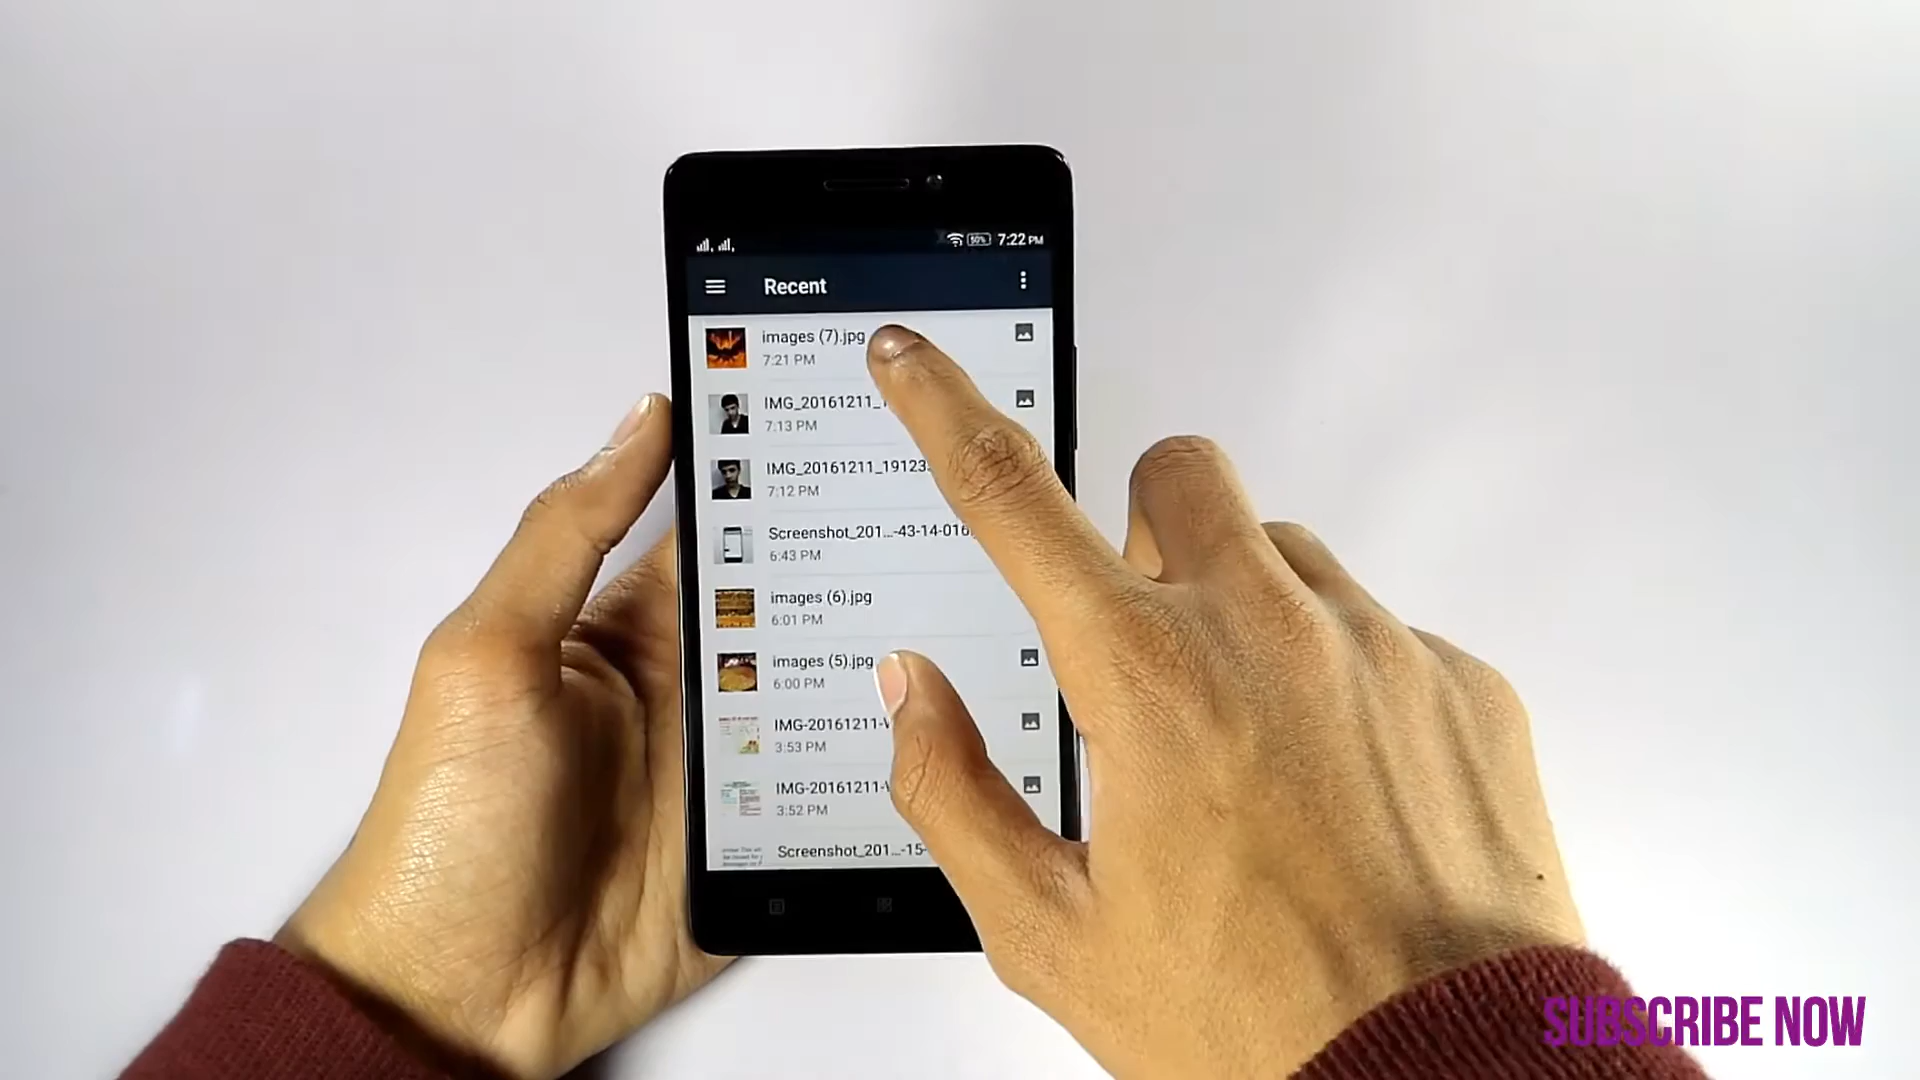 50% 7:22 PM
Recent
images (7).jpg
7:21 PM
IMG_20161211_
7:13 PM
IMG_20161211_19123
7:12 PM
Screenshot_201...-43-14-016
6:43 PM
images (6).jpg
6:01 PM
images (5).jpg
6:00 PM
IMG-20161211-
3:53 PM
IMG-20161211-
3:52 PM
Screenshot_201...-15-
SUBSCRIBE NOW